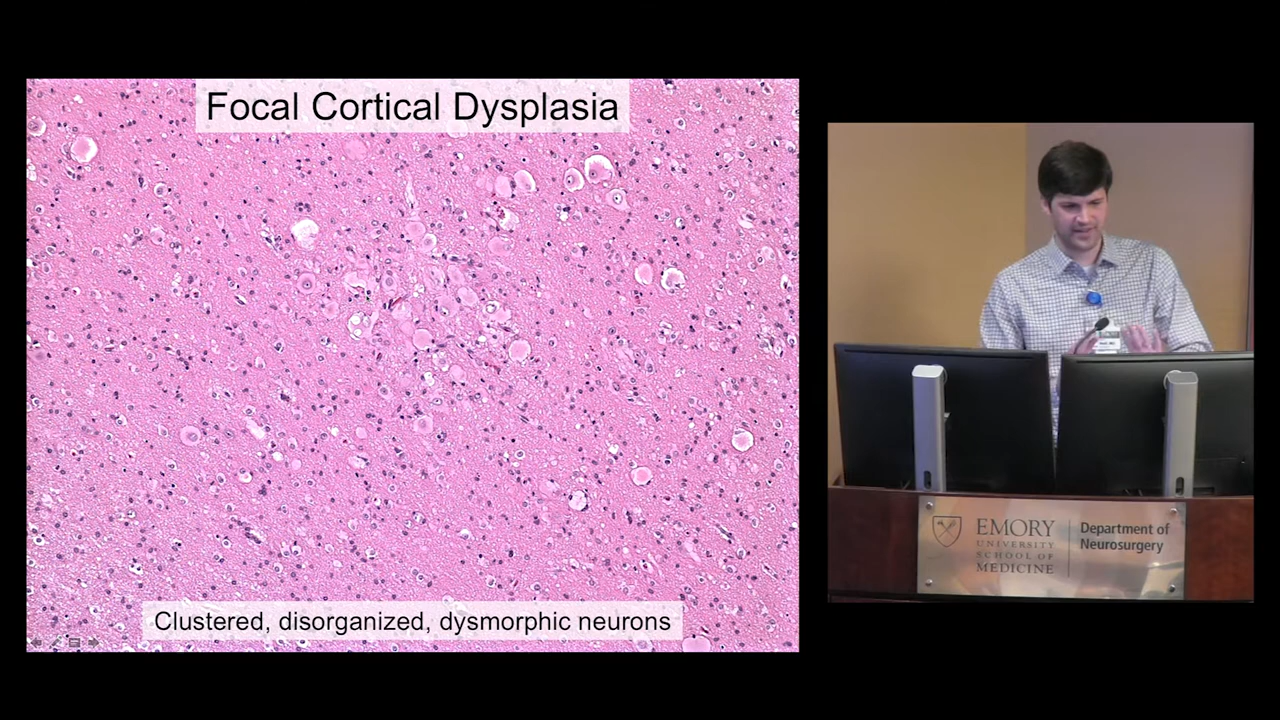 Focal Cortical Dysplasia
Clustered, disorganized, dysmorphic neurons
EMORY
UNIVERSITY
SCHOOL OF
MEDICINE
Department of
Neurosurgery